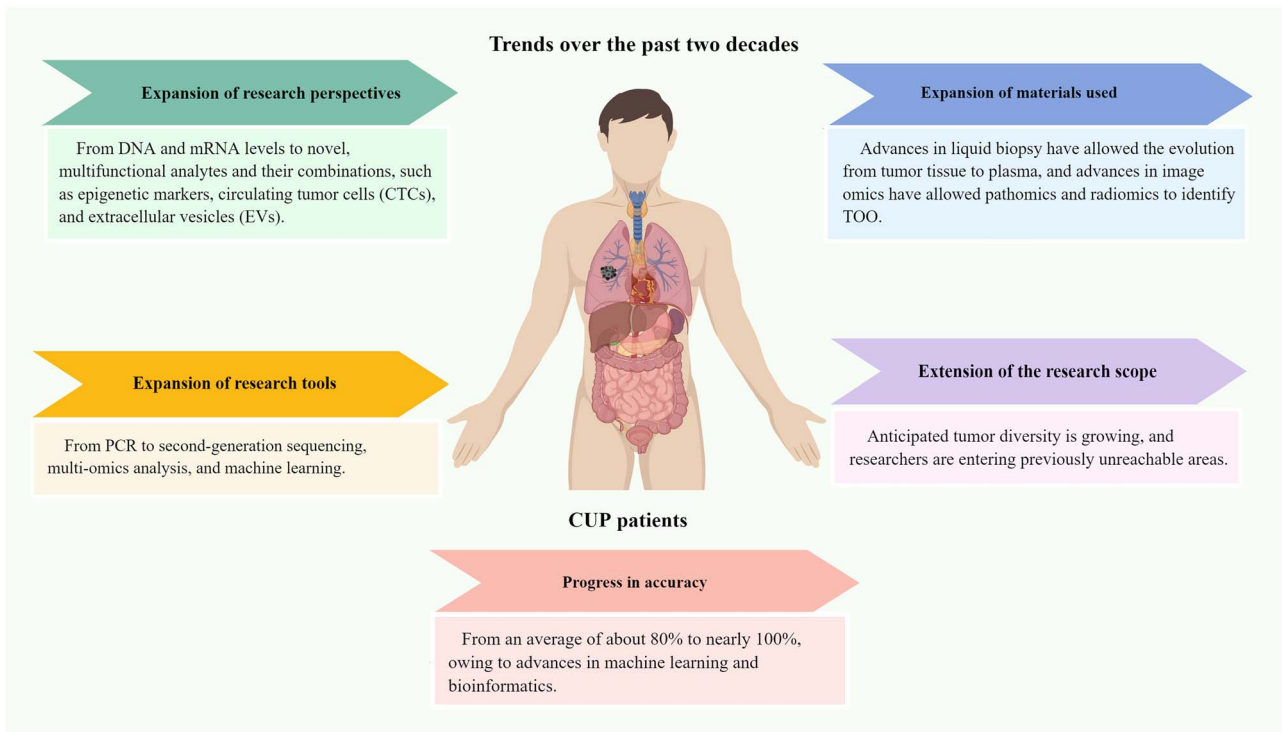 Trends over the past two decades
Expansion of research perspectives
From DNA and mRNA levels to novel,
multifunctional analytes and their combinations, such
as epigenetic markers, circulating tumor cells (CTCs),
and extracellular vesicles (EVs).
Expansion of materials used
Advances in liquid biopsy have allowed the evolution
from tumor tissue to plasma, and advances in image
omics have allowed pathomics and radiomics to identify
TOO.
Expansion of research tools
From PCR to second-generation sequencing,
multi-omics analysis, and machine learning.
Extension of the research scope
Anticipated tumor diversity is growing, and
researchers are entering previously unreachable areas.
CUP patients
Progress in accuracy
From an average of about 80% to nearly 100%,
owing to advances in machine learning and
bioinformatics.